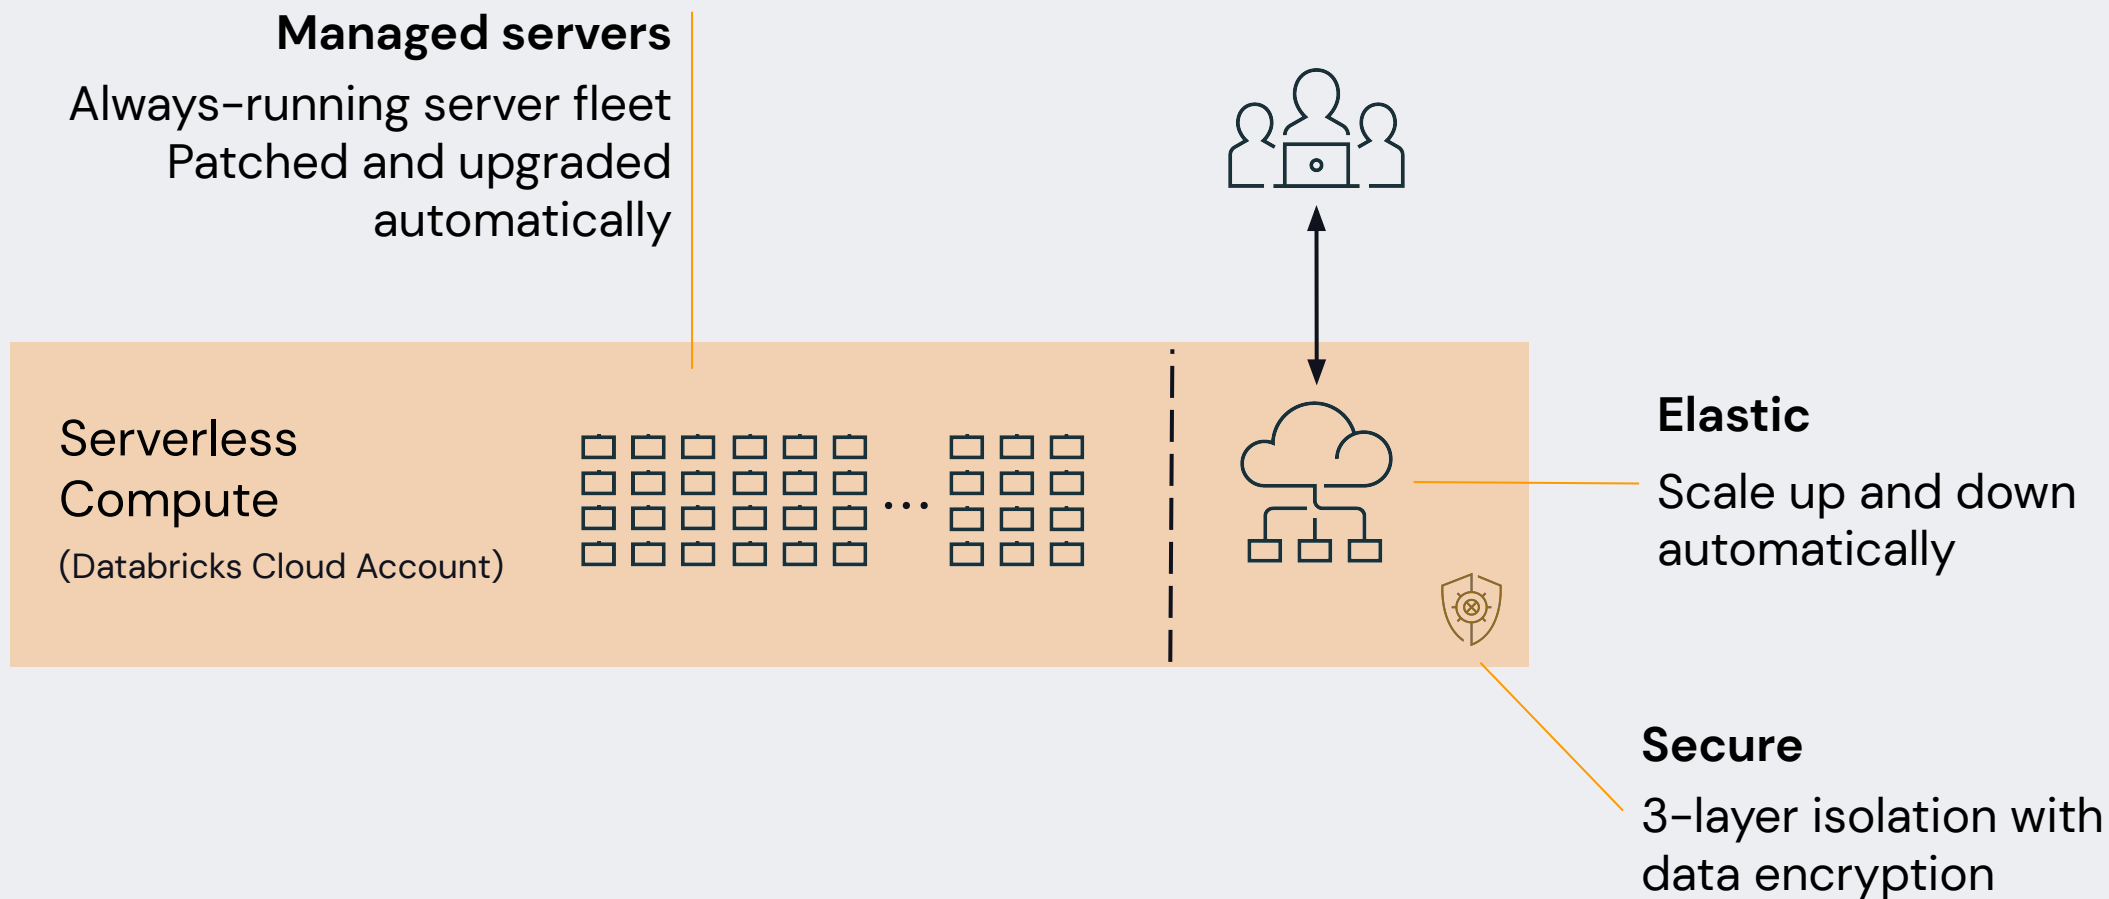 Managed servers
Always-running server fleet
Patched and upgraded
automatically
Serverless
Compute
(Databricks Cloud Account)
...
Elastic
Scale up and down
automatically
Secure
3-layer isolation with
data encryption